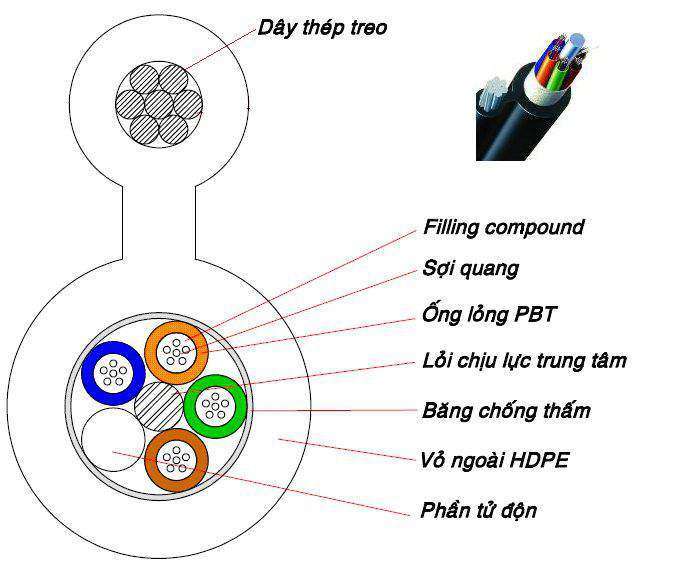 Dây thép treo
Filling compound
Sợi quang
Ống lỏng PBT
Lỏi chịu lực trung tâm
Băng chống thấm
Vỏ ngoài HDPE
Phần tử độn